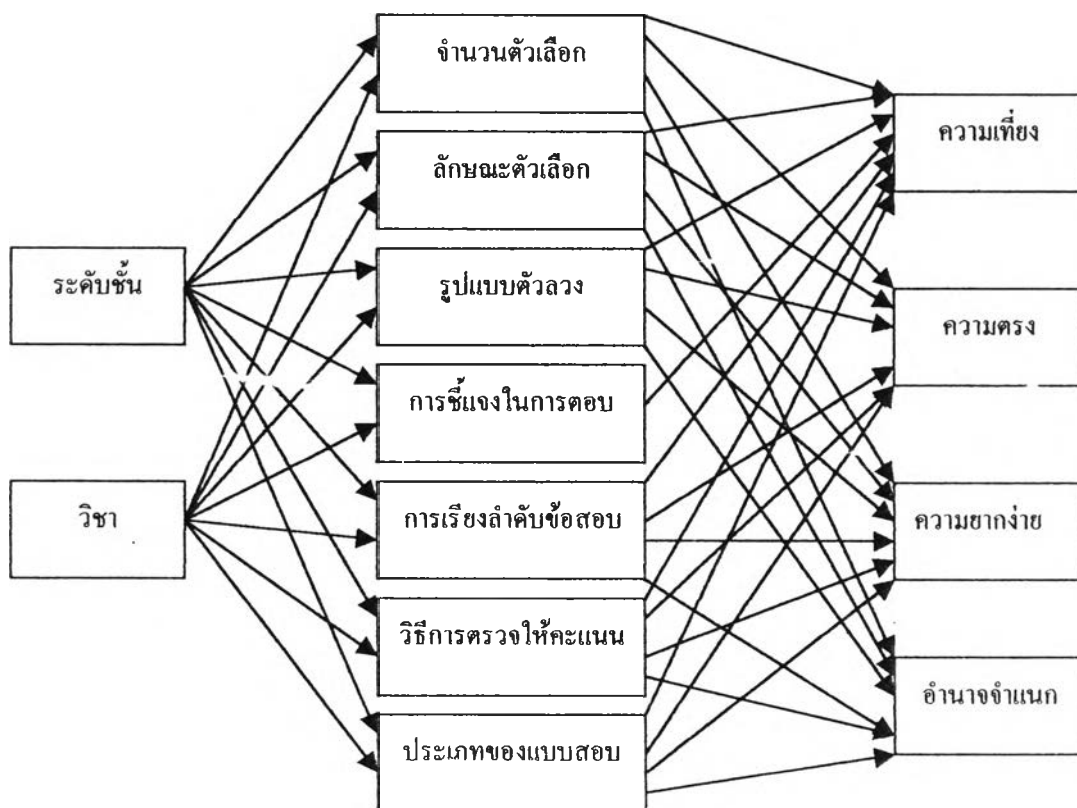 จำนวนตัวเลือก
ความเที่ยง
ลักษณะตัวเลือก
ระดับชั้น
รูปแบบตัวลวง
ความตรง
การชี้แจงในการตอบ
วิชา
การเรียงลำดับข้อสอบ
ความยากง่าย
วิธีการตรวจให้คะแนน
อำนาจจำแนก
ประเภทของแบบสอบ